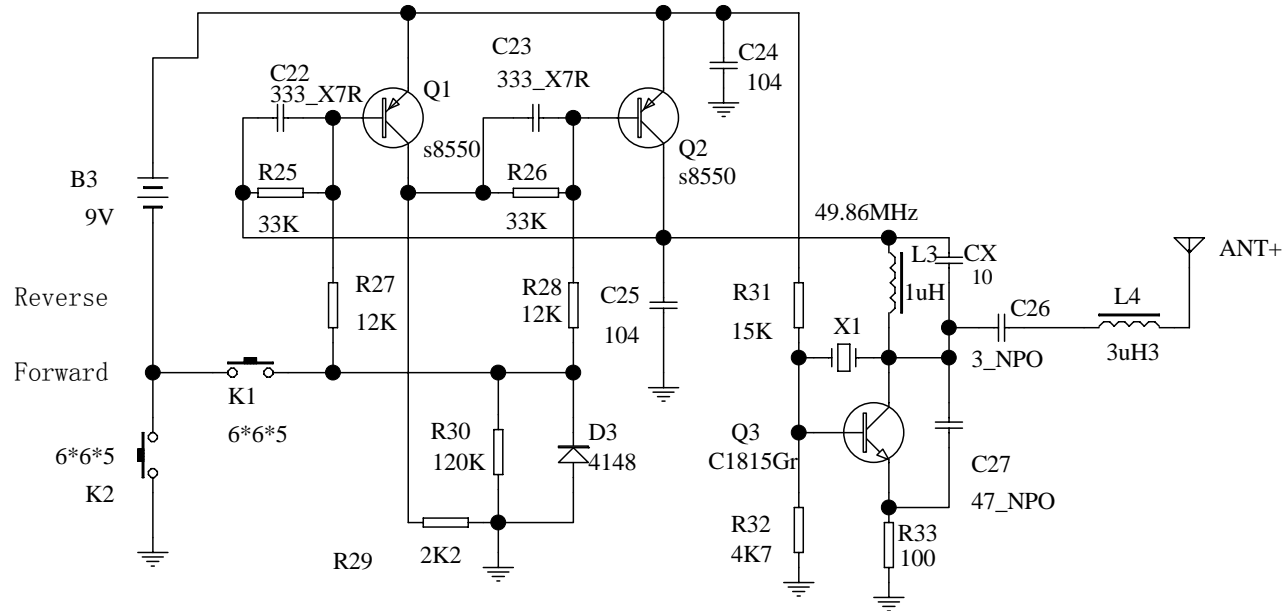 C22
333_X7R
Q1
s8550
C23
333_X7R
Q2
s8550
C24
104
B3
9V
R25
33K
R26
33K
49.86MHz
L3
1uH
CX
10
ANT+
Reverse
R27
12K
R28
12K
C25
104
R31
15K
X1
C26
3_NPO
L4
3uH3
Forward
K1
6*6*5
6*6*5
K2
R30
120K
D3
4148
Q3
C1815Gr
C27
47_NPO
R29
2K2
R32
4K7
R33
100